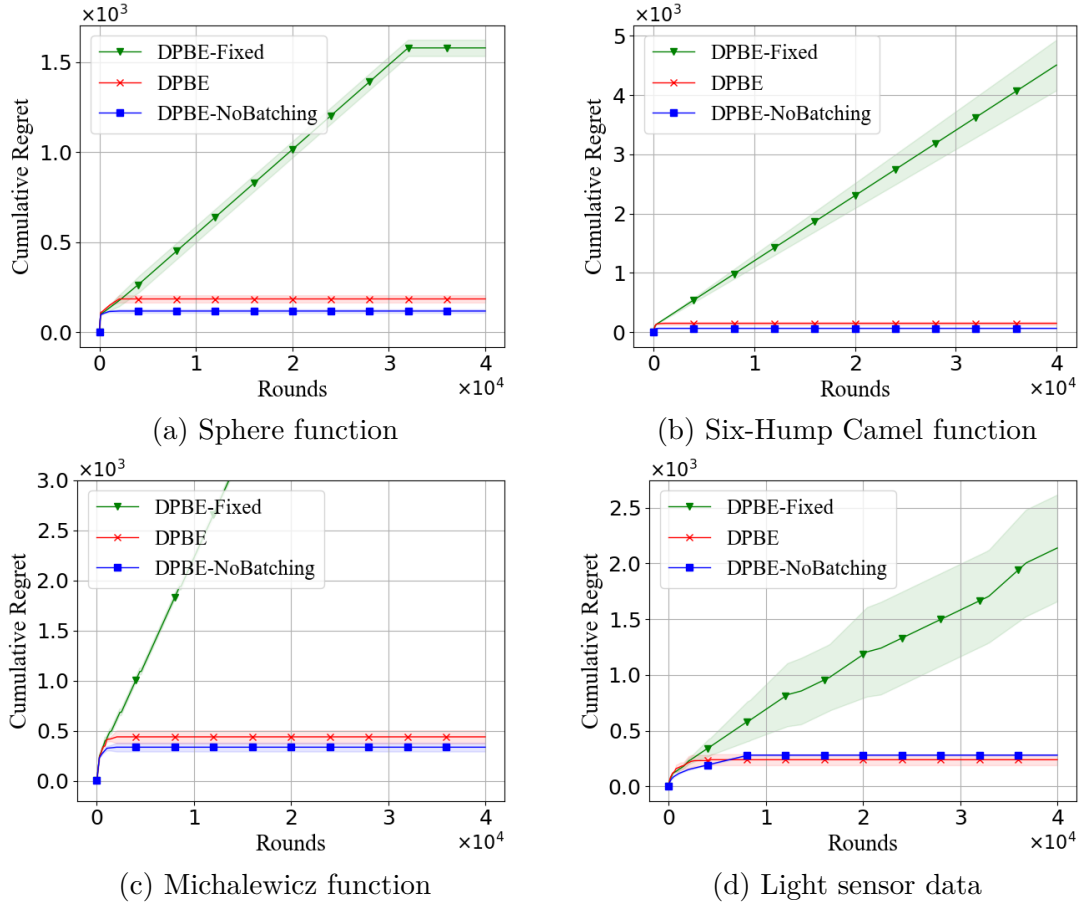 ×10³
DPBE-Fixed
DPBE
DPBE-NoBatching
Cumulative Regret
1.5
1.0
0.5
0.0
0 1 2 3 4
Rounds
×10⁴
(a) Sphere function
×10³
DPBE-Fixed
DPBE
DPBE-NoBatching
Cumulative Regret
5
4
3
2
1
0
0 1 2 3 4
Rounds
×10⁴
(b) Six-Hump Camel function
×10³
DPBE-Fixed
DPBE
DPBE-NoBatching
Cumulative Regret
3.0
2.5
2.0
1.5
1.0
0.5
0.0
0 1 2 3 4
Rounds
×10⁴
(c) Michalewicz function
×10³
DPBE-Fixed
DPBE
DPBE-NoBatching
Cumulative Regret
2.5
2.0
1.5
1.0
0.5
0.0
0 1 2 3 4
Rounds
×10⁴
(d) Light sensor data